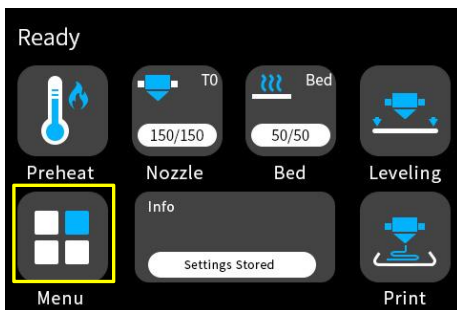 Ready
T0
150/150
Bed
50/50
Preheat
Nozzle
Bed
Leveling
Info
Settings Stored
Menu
Print